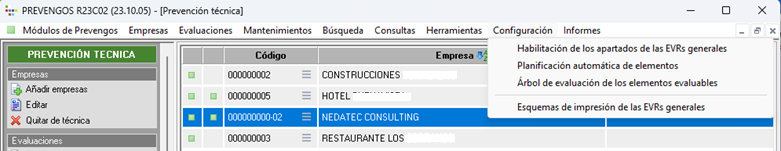 PREVENGOS R23C02 (23.10.05) - [Prevención técnica]
Módulos de Prevengos Empresas Evaluaciones Mantenimientos Búsqueda Consultas Herramientas Configuración Informes
PREVENCIÓN TECNICA
Empresas
Añadir empresas
Editar
Quitar de técnica
Evaluaciones
Código Empresa
000000002 CONSTRUCCIONES
000000005 HOTEL
000000000-02 NEDATEC CONSULTING
000000003 RESTAURANTE LOS
Habilitación de los apartados de las EVRs generales
Planificación automática de elementos
Árbol de evaluación de los elementos evaluables
Esquemas de impresión de las EVRs generales